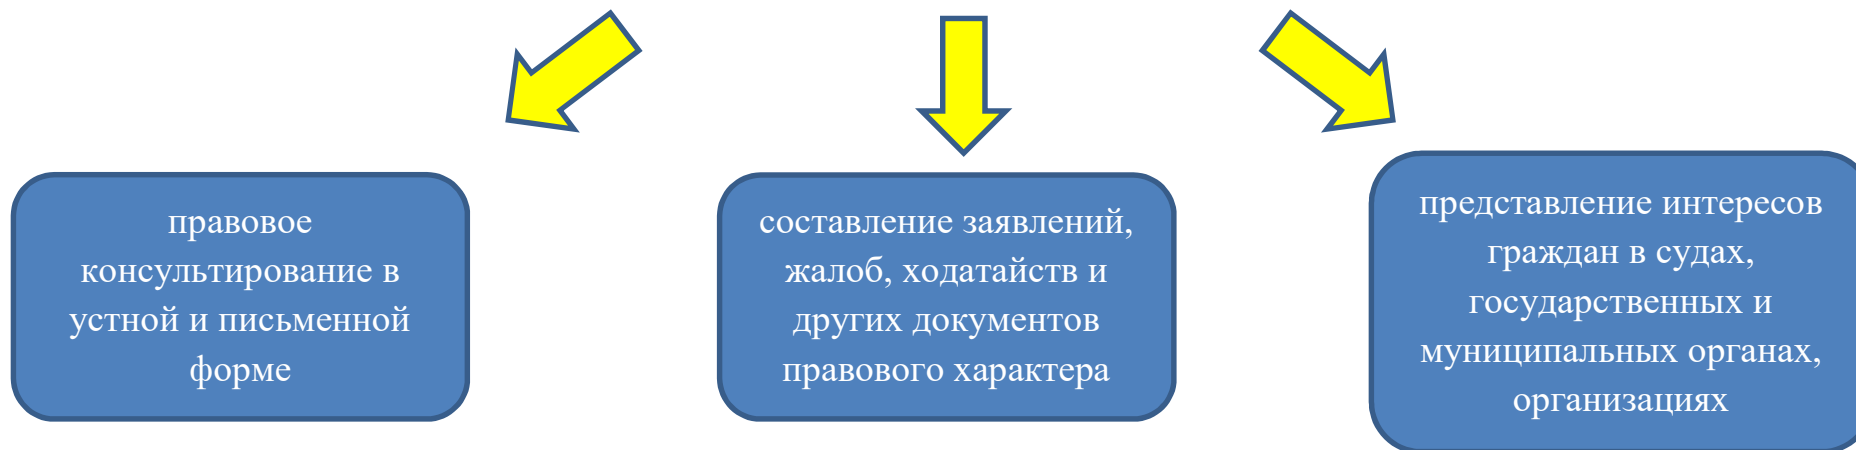 правовое
консультирование в
устной и письменной
форме
составление заявлений,
жалоб, ходатайств и
других документов
правового характера
представление интересов
граждан в судах,
государственных и
муниципальных органах,
организациях